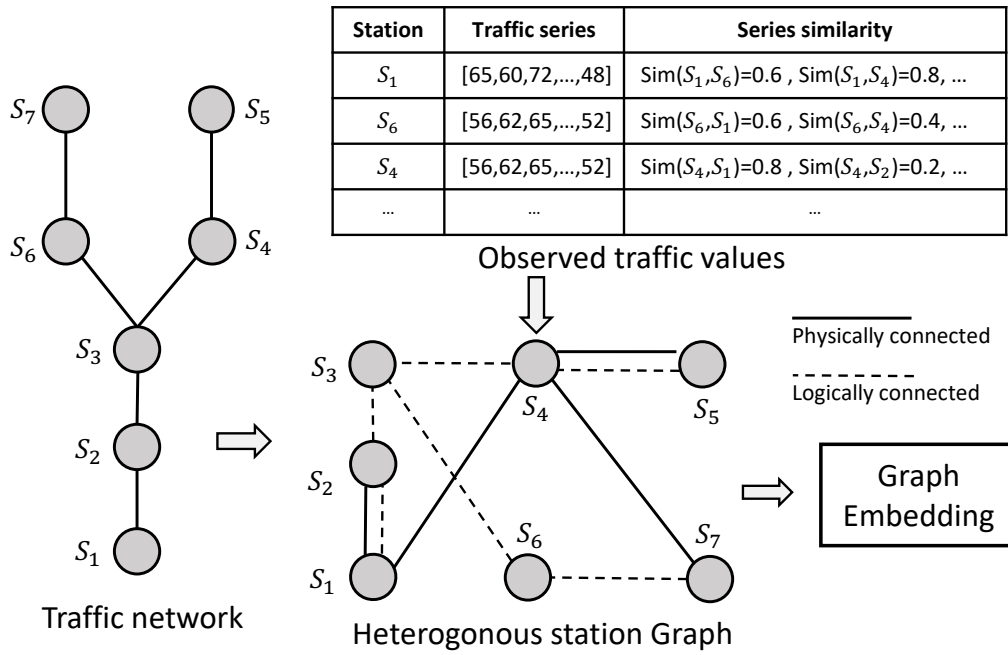 Station Traffic series Series similarity
S₁ [65,60,72,...,48] Sim(S₁,S₆)=0.6 , Sim(S₁,S₄)=0.8, ...
S₆ [56,62,65,...,52] Sim(S₆,S₁)=0.6 , Sim(S₆,S₄)=0.4, ...
S₄ [56,62,65,...,52] Sim(S₄,S₁)=0.8 , Sim(S₄,S₂)=0.2, ...
... ... ...
Observed traffic values
S₇
S₅
S₆
S₄
S₃
S₂
S₁
Traffic network
S₃
S₄
S₅
S₂
S₆
S₇
S₁
Heterogonous station Graph
Physically connected
Logically connected
Graph
Embedding